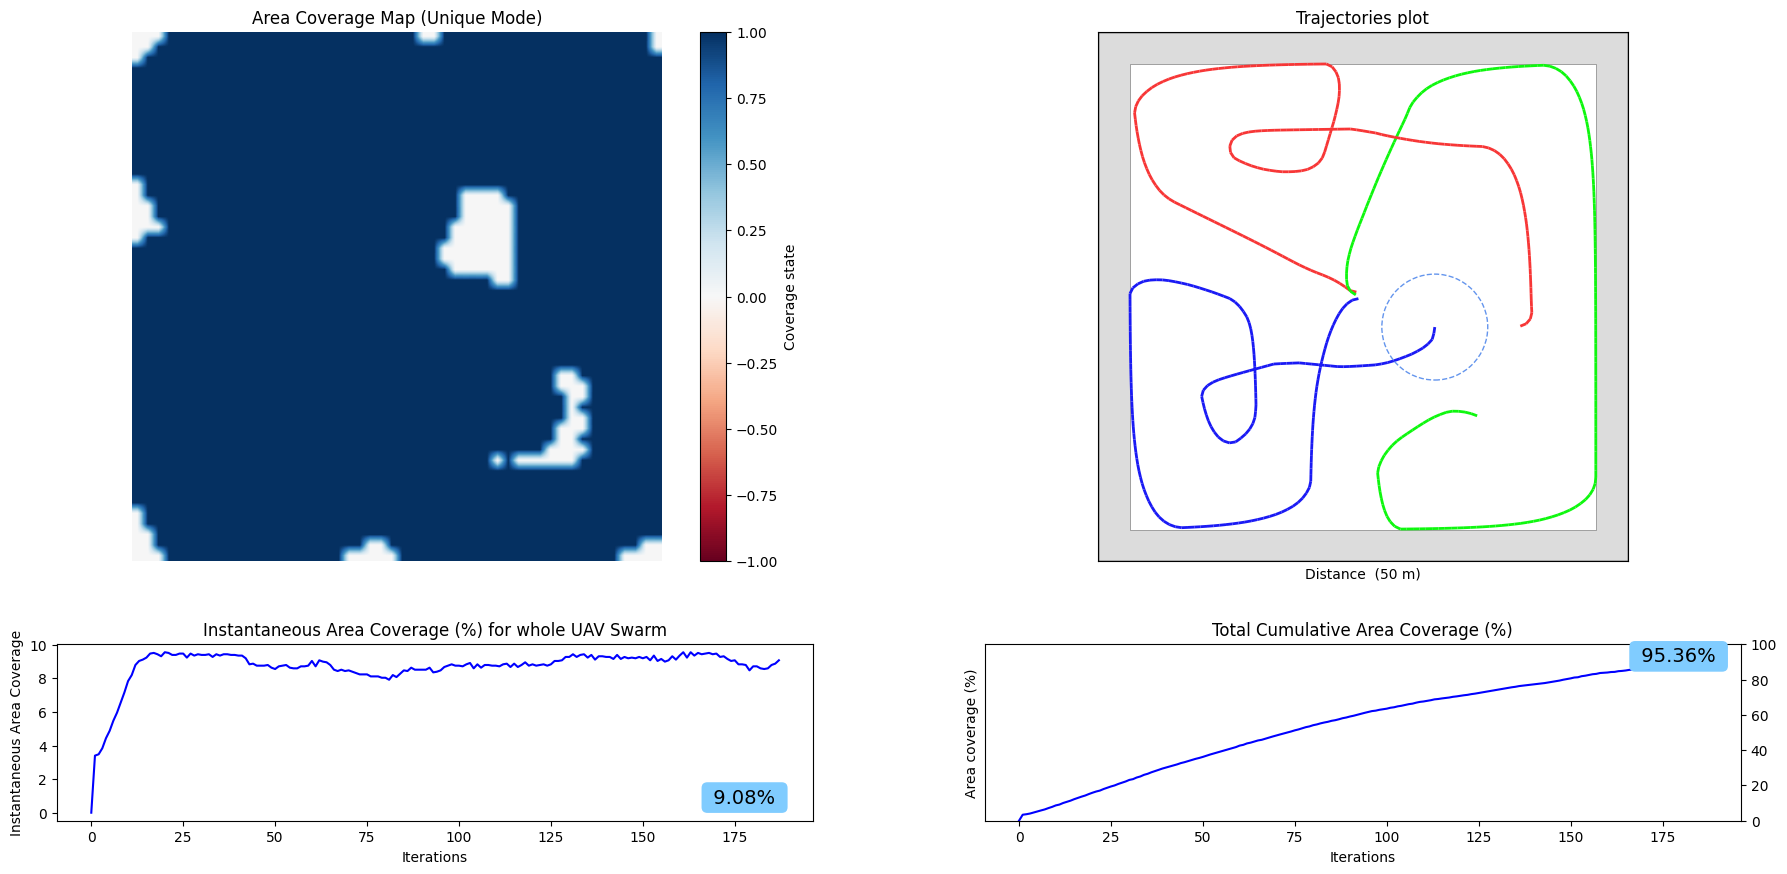 Area Coverage Map (Unique Mode)
1.00
0.75
0.50
0.25
0.00
−0.25
−0.50
−0.75
−1.00
Coverage state
Trajectories plot
Distance  (50 m)
Instantaneous Area Coverage (%) for whole UAV Swarm
Instantaneous Area Coverage
10
8
6
4
2
0
9.08%
0 25 50 75 100 125 150 175
Iterations
Total Cumulative Area Coverage (%)
Area coverage (%)
95.36%
100
80
60
40
20
0
0 25 50 75 100 125 150 175
Iterations